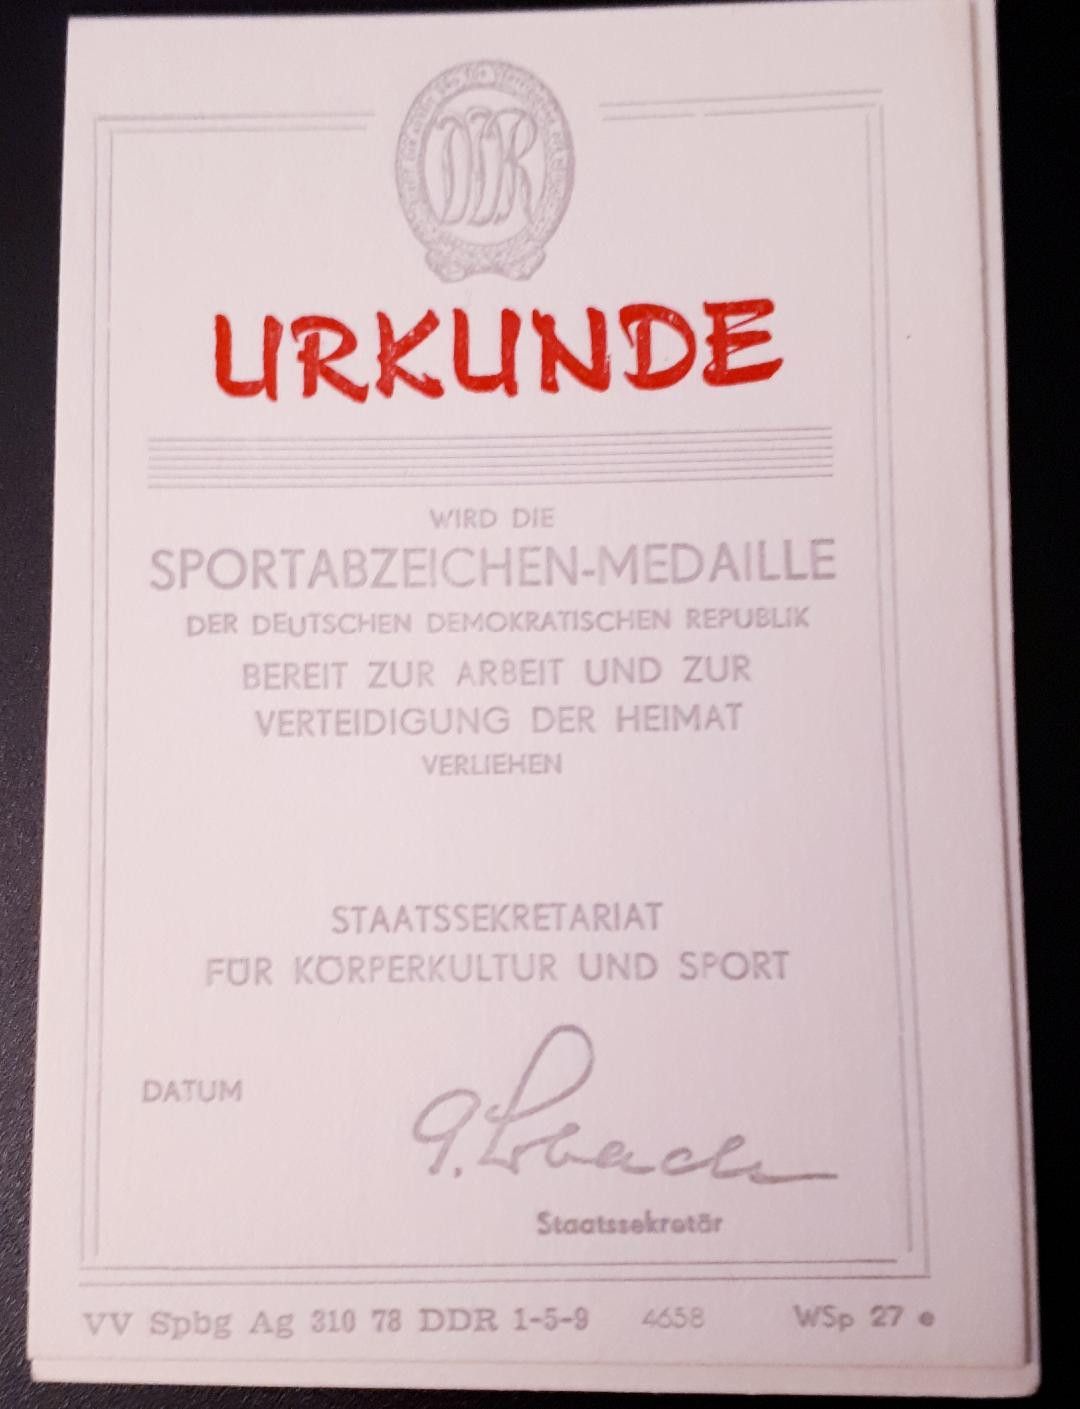 DDR
URKUNDE
WIRD DIE
SPORTABZEICHEN-MEDAILLE
DER DEUTSCHEN DEMOKRATISCHEN REPUBLIK
BEREIT ZUR ARBEIT UND ZUR
VERTEIDIGUNG DER HEIMAT
VERLIEHEN
STAATSSEKRETARIAT
FÜR KÖRPERKULTUR UND SPORT
DATUM
Staatssekretär
VV Spbg Ag 310 78 DDR 1-5-9 4658 WSp 27 e